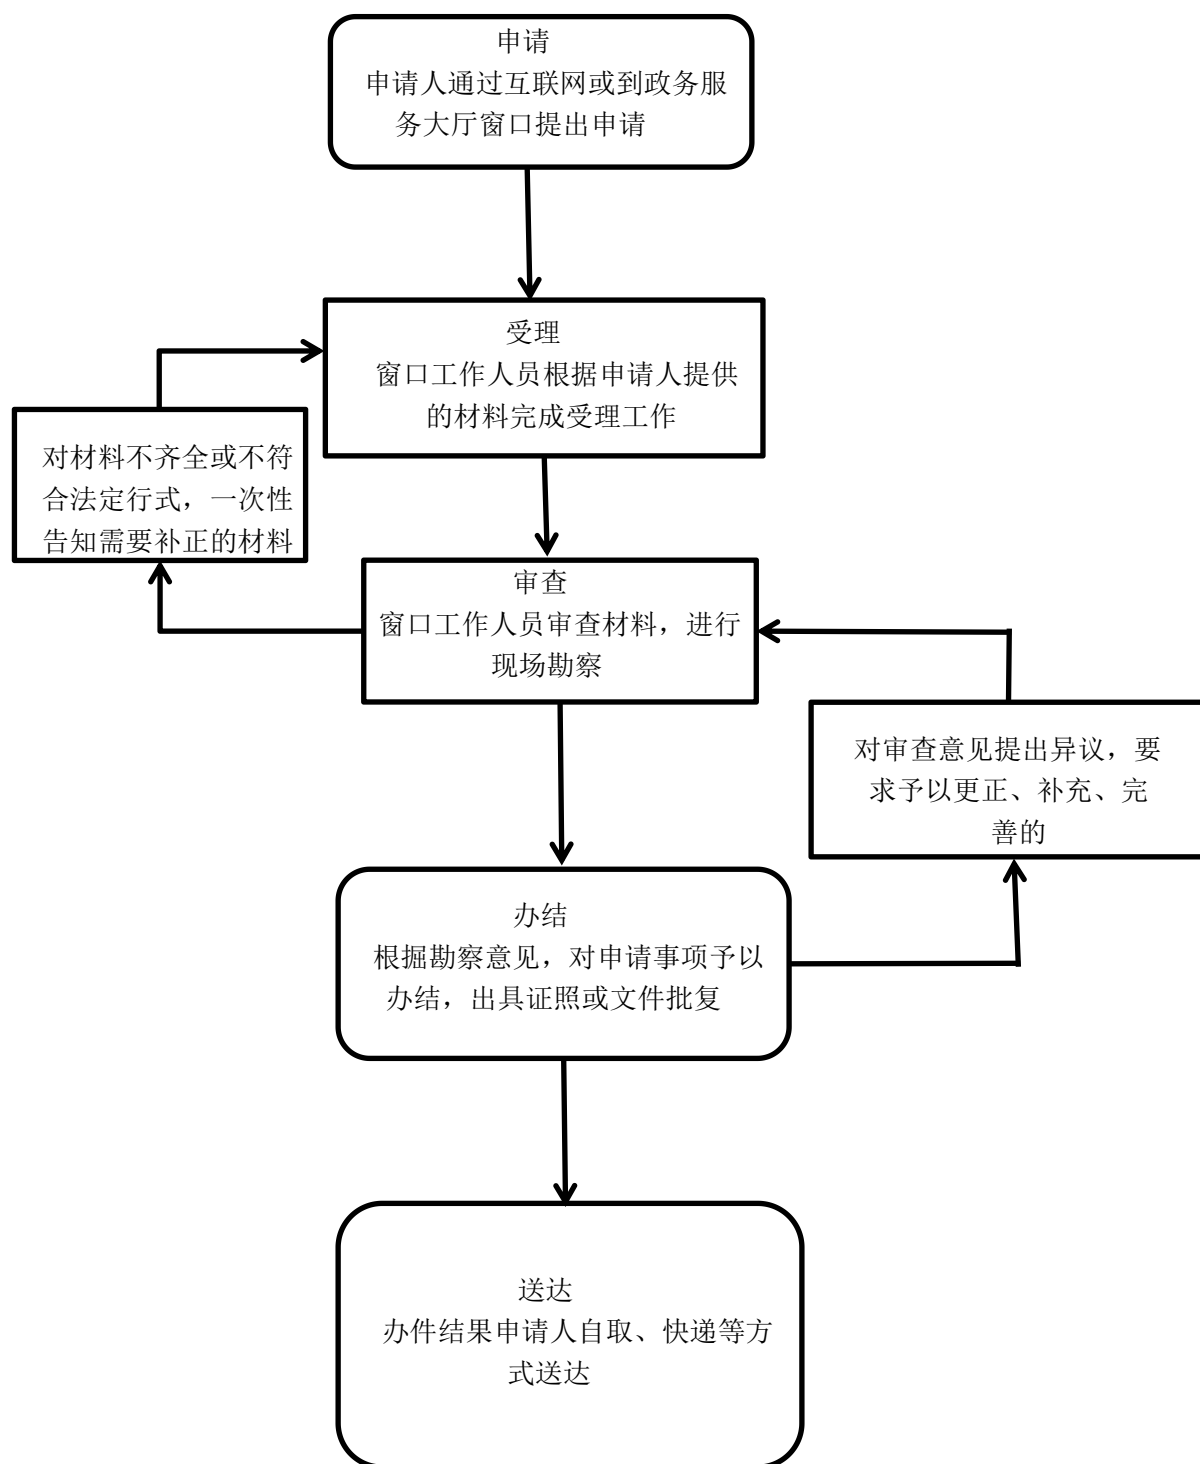 申请
申请人通过互联网或到政务服
务大厅窗口提出申请
受理
窗口工作人员根据申请人提供
的材料完成受理工作
对材料不齐全或不符
合法定行式，一次性
告知需要补正的材料
审查
窗口工作人员审查材料，进行
现场勘察
对审查意见提出异议，要
求予以更正、补充、完
善的
办结
根掘勘察意见，对申请事项予以
办结，出具证照或文件批复
送达
办件结果申请人自取、快递等方
式送达